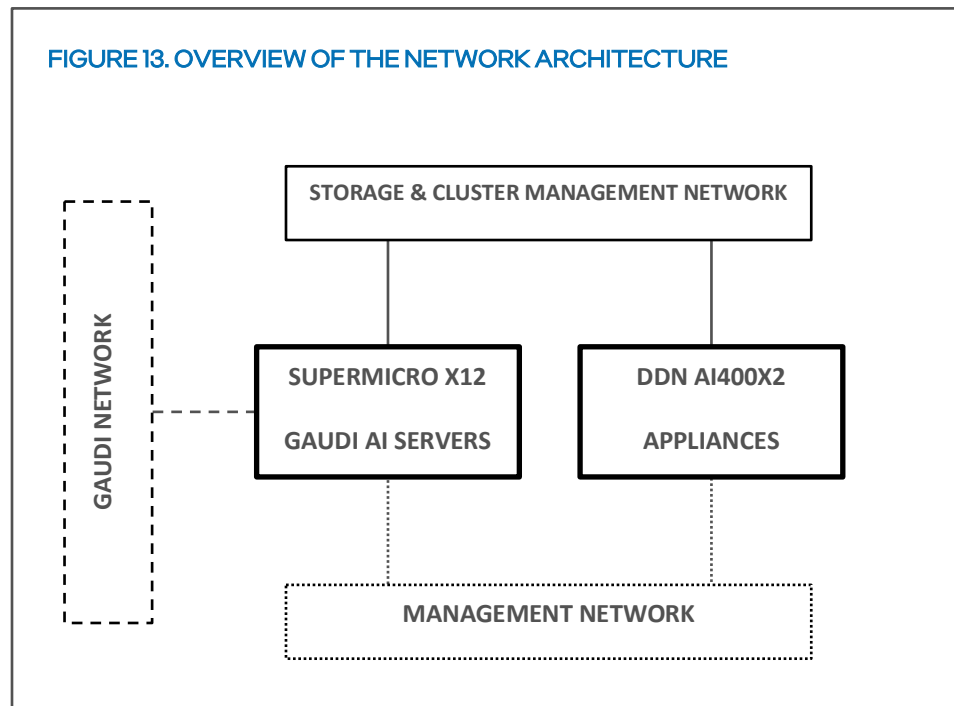 FIGURE 13. OVERVIEW OF THE NETWORK ARCHITECTURE
STORAGE & CLUSTER MANAGEMENT NETWORK
GAUDI NETWORK
SUPERMICRO X12
GAUDI AI SERVERS
DDN AI400X2
APPLIANCES
MANAGEMENT NETWORK